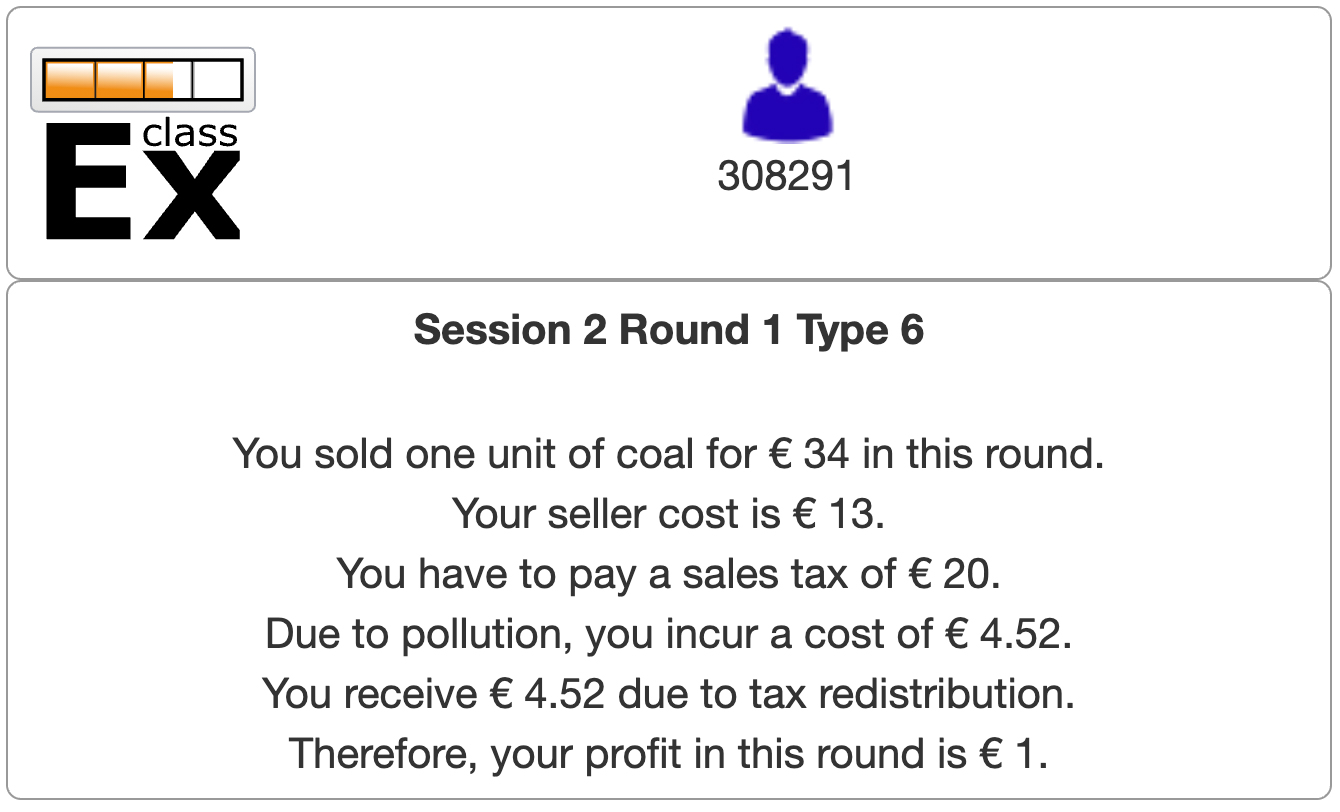 class
Ex
308291
Session 2 Round 1 Type 6
You sold one unit of coal for € 34 in this round.
Your seller cost is € 13.
You have to pay a sales tax of € 20.
Due to pollution, you incur a cost of € 4.52.
You receive € 4.52 due to tax redistribution.
Therefore, your profit in this round is € 1.